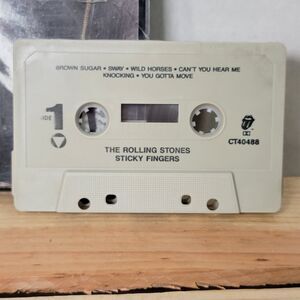 BROWN SUGAR • SWAY • WILD HORSES • CAN'T YOU HEAR ME
KNOCKING • YOU GOTTA MOVE
SIDE 1
THE ROLLING STONES
STICKY FINGERS
CT40488